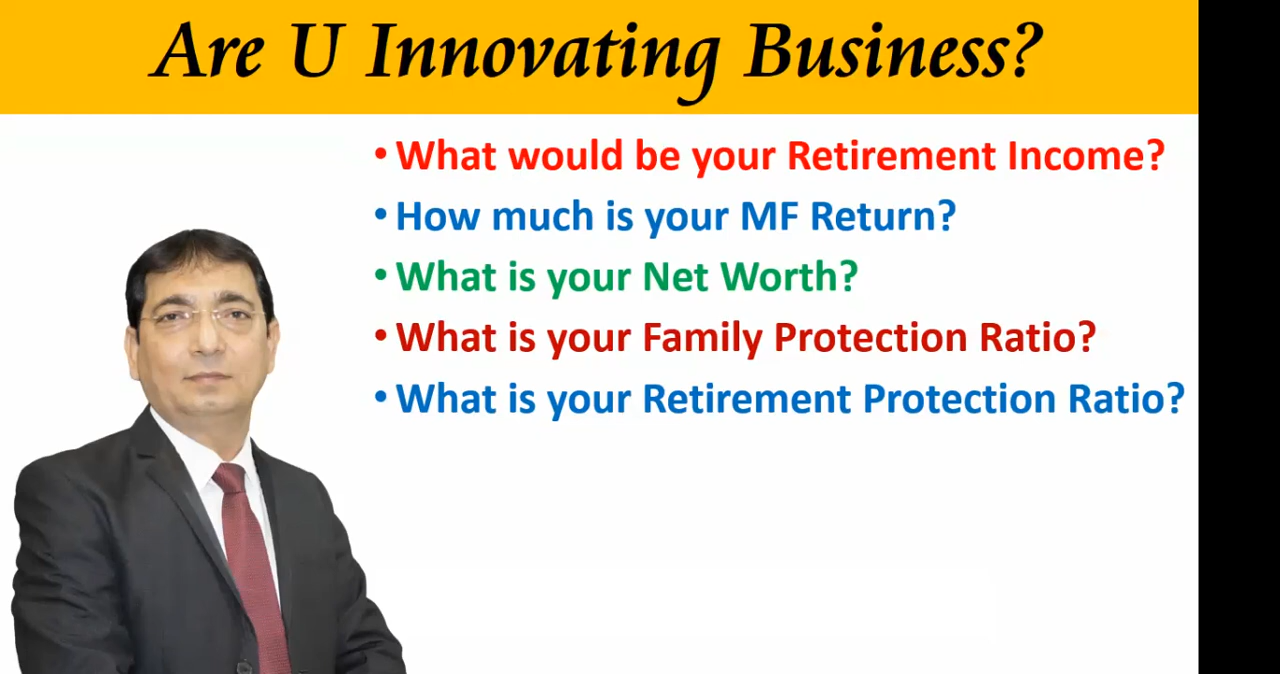 Are U Innovating Business?
•What would be your Retirement Income?
•How much is your MF Return?
•What is your Net Worth?
•What is your Family Protection Ratio?
•What is your Retirement Protection Ratio?